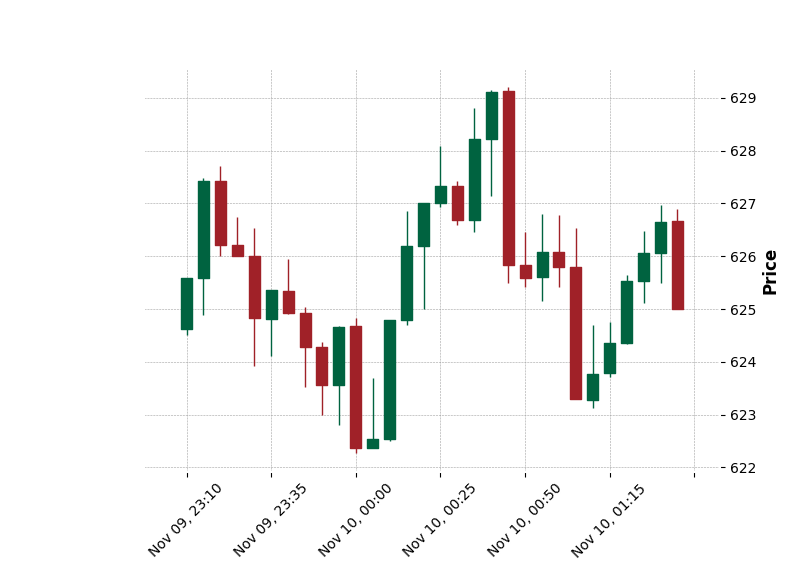 629
628
627
626
625
624
623
622
Price
Nov 09, 23:10
Nov 09, 23:35
Nov 10, 00:00
Nov 10, 00:25
Nov 10, 00:50
Nov 10, 01:15